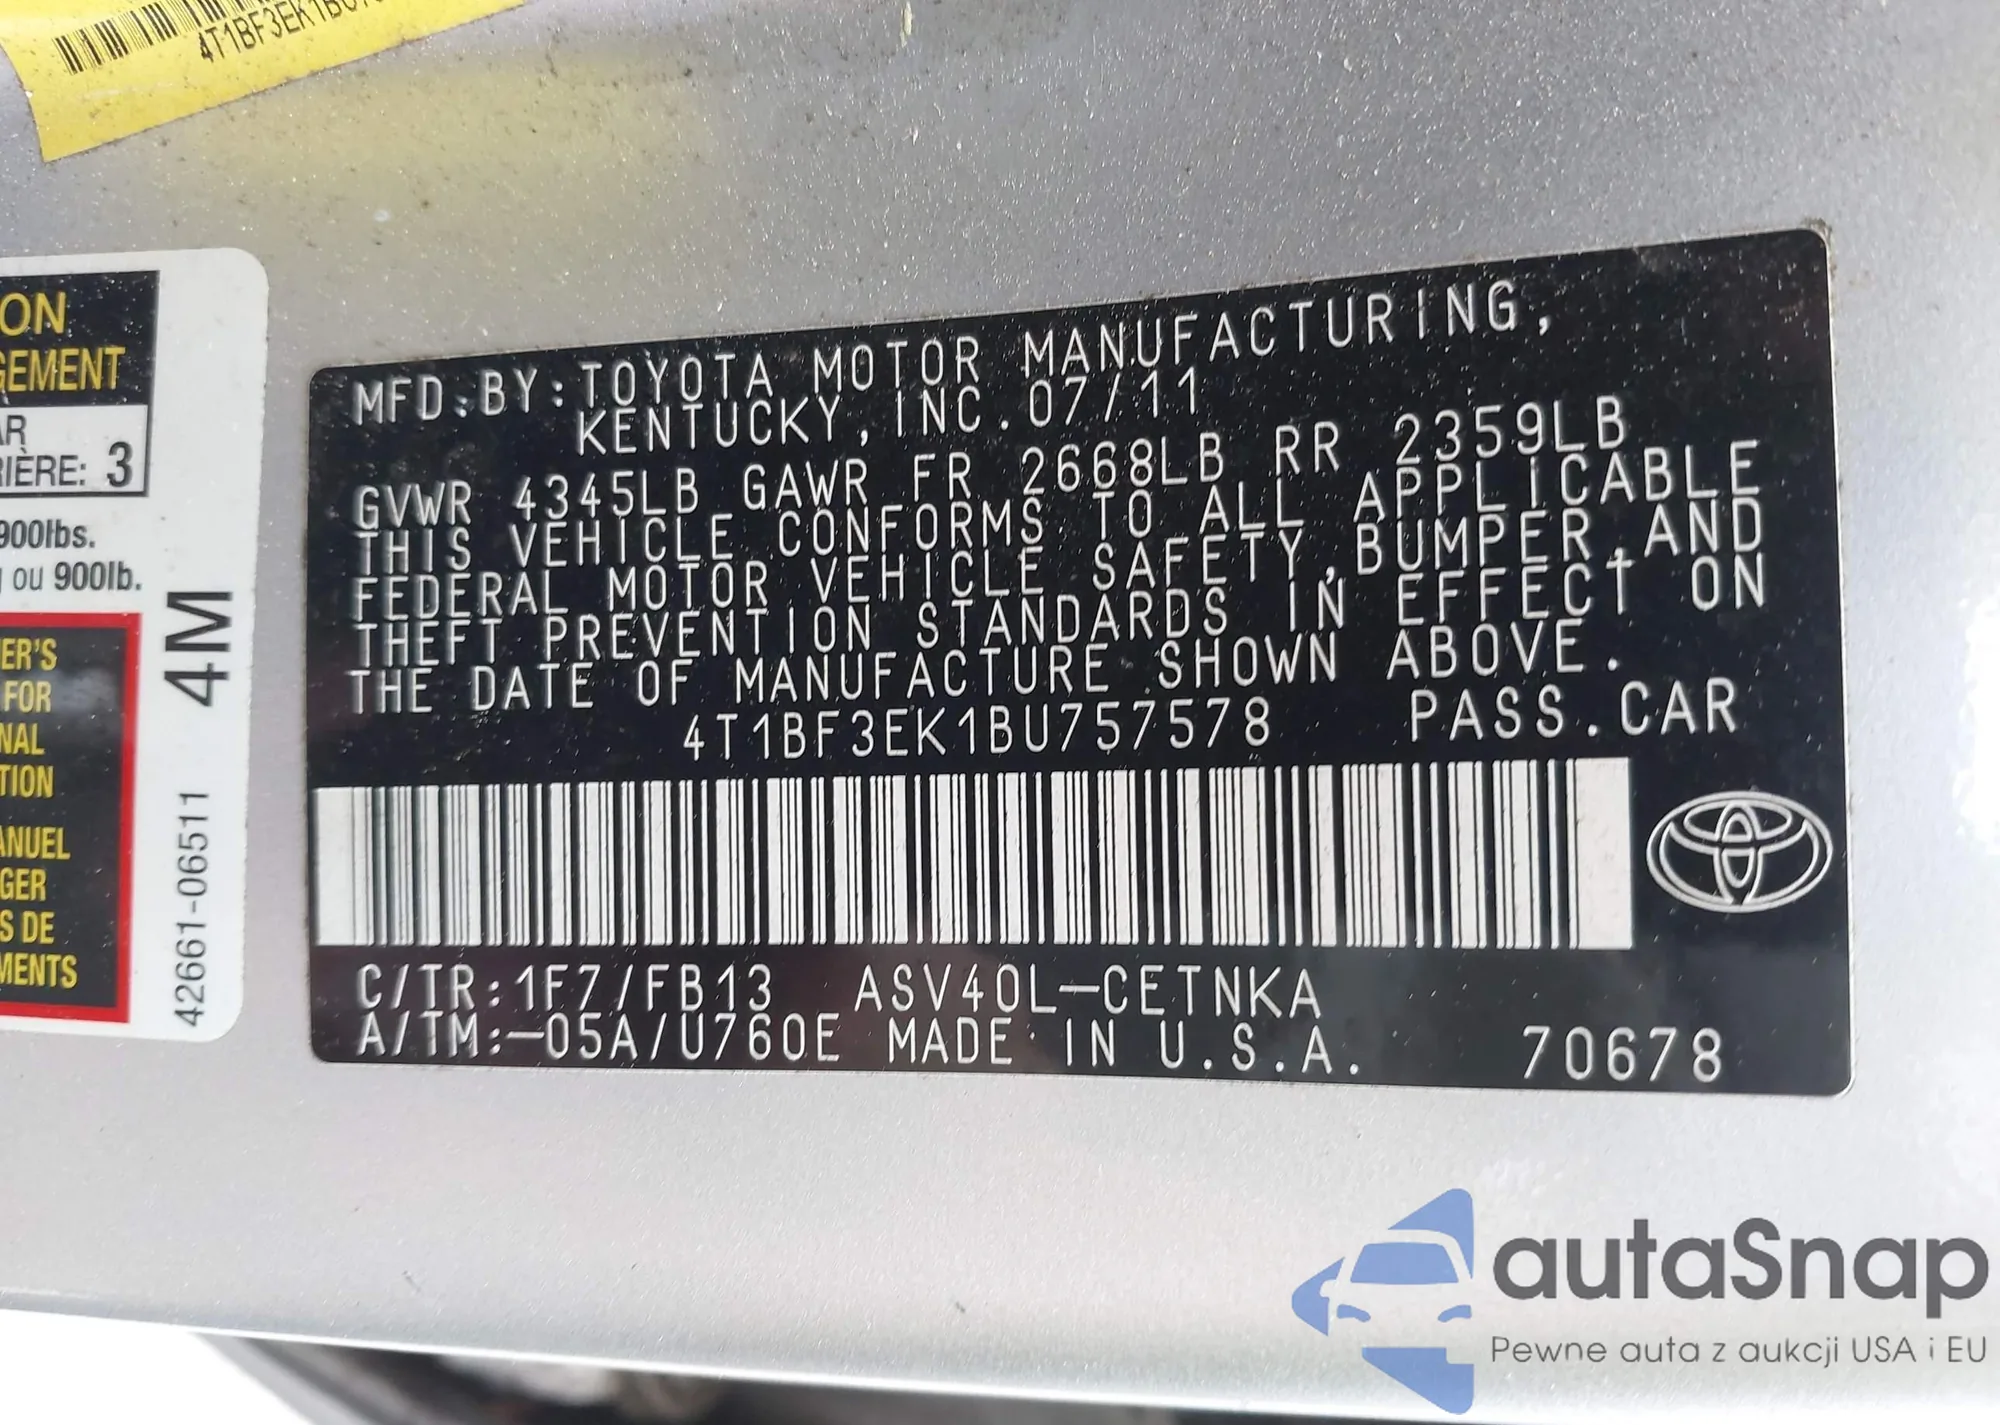 4T1BF3EK1BU75
ON
GEMENT
AR
RIÈRE: 3
900lbs.
ou 900lb.
ER'S
FOR
NAL
TION
ANUEL
GER
S DE
MENTS
4M
42661-06511
MFD.BY:TOYOTA MOTOR MANUFACTURING,
KENTUCKY, INC. 07/11
GVWR 4345LB GAWR FR 2668LB RR 2359LB
THIS VEHICLE CONFORMS TO ALL APPLICABLE
FEDERAL MOTOR VEHICLE SAFETY,BUMPER,AND
THEFT PREVENTION STANDARDS IN EFFECT ON
THE DATE OF MANUFACTURE SHOWN ABOVE.
4T1BF3EK1BU757578 PASS.CAR
C/TR:1F7/FB13 ASV40L-CETNKA
A/TM:-05A/U760E MADE IN U.S.A. 70678
autaSnap
Pewne auta z aukcji USA i EU